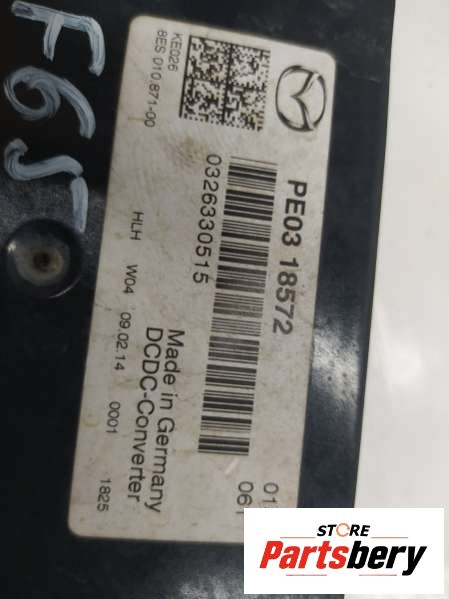 F65
KE026
8ES 010.871-00
PE03 18572
0326330515
Made in Germany
DCDC-Converter
HLH W04 09.02.14 0001 1825
01
STORE
Partsbery